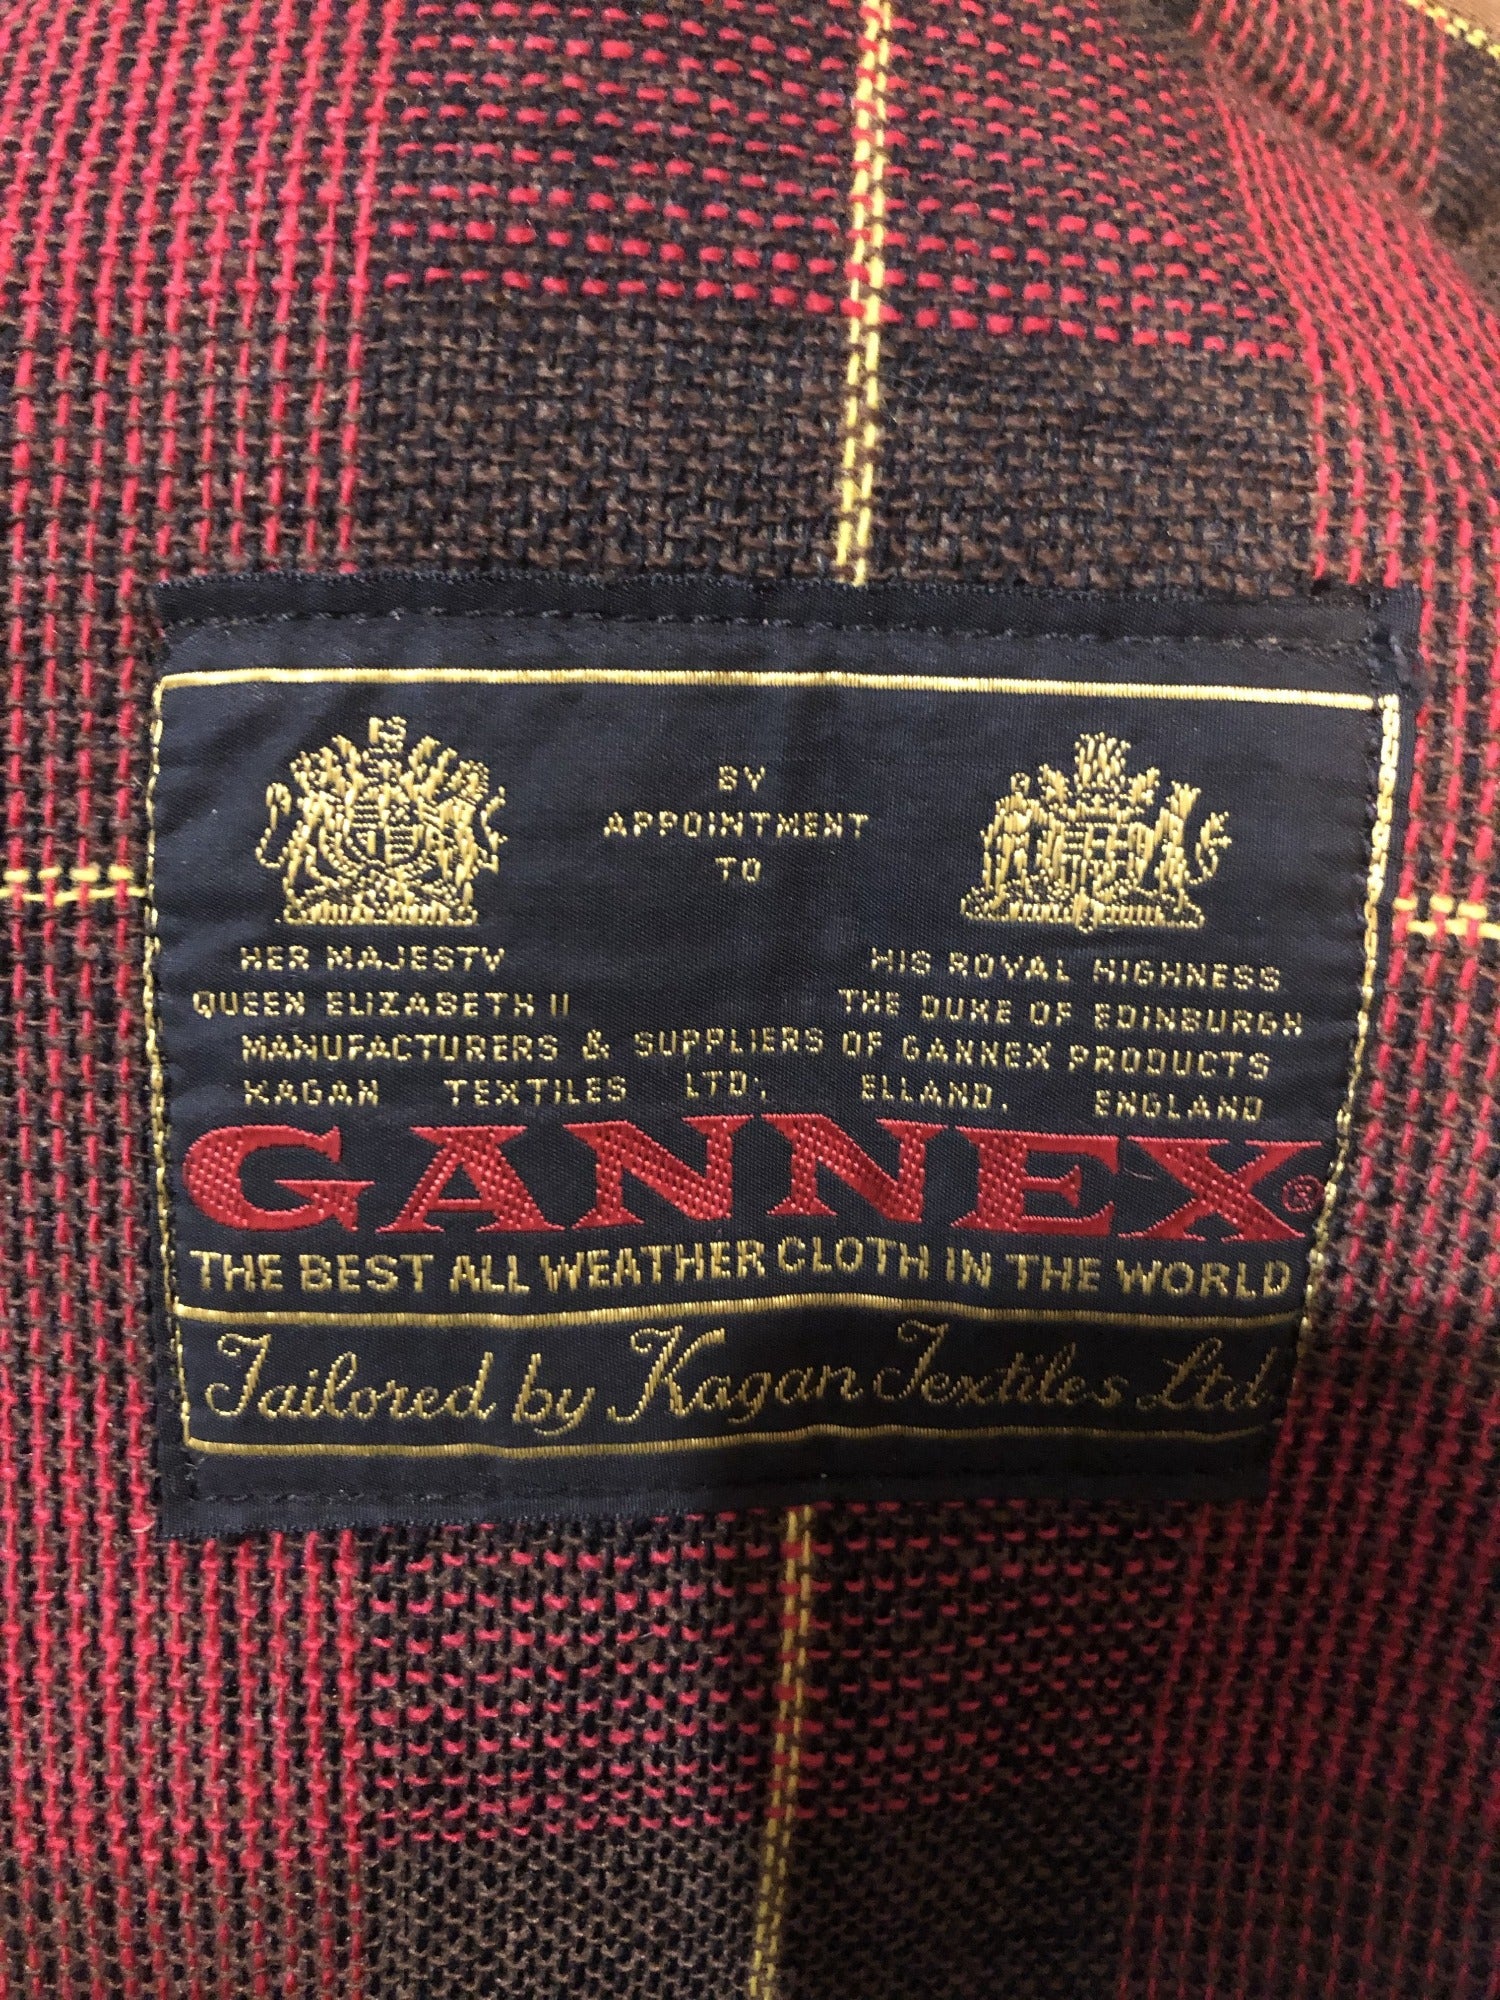 BY
APPOINTMENT
TO
HER MAJESTY
QUEEN ELIZABETH II
HIS ROYAL HIGHNESS
THE DUKE OF EDINBURGH
MANUFACTURERS & SUPPLIERS OF GANNEX PRODUCTS
KAGAN TEXTILES LTD, ELLAND, ENGLAND
GANNEX®
THE BEST ALL WEATHER CLOTH IN THE WORLD
Tailored by Kagan Textiles Ltd